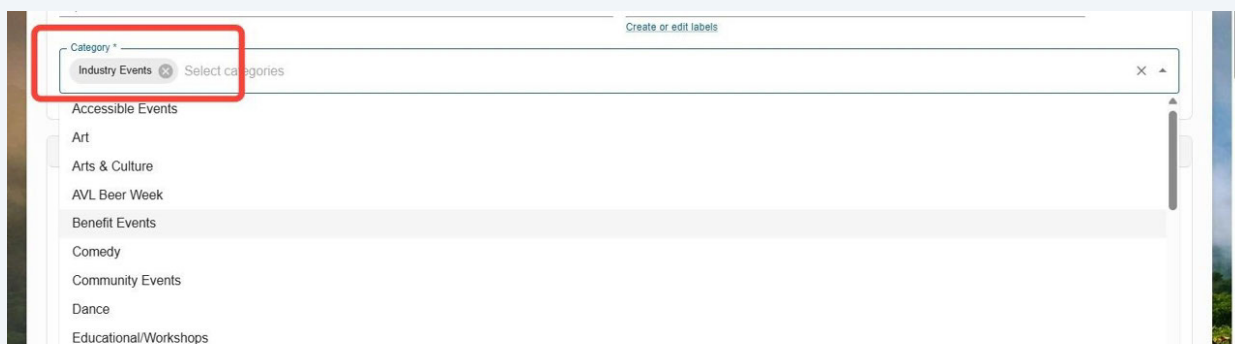 Create or edit labels
Category *
Industry Events Select categories
Accessible Events
Art
Arts & Culture
AVL Beer Week
Benefit Events
Comedy
Community Events
Dance
Educational/Workshops